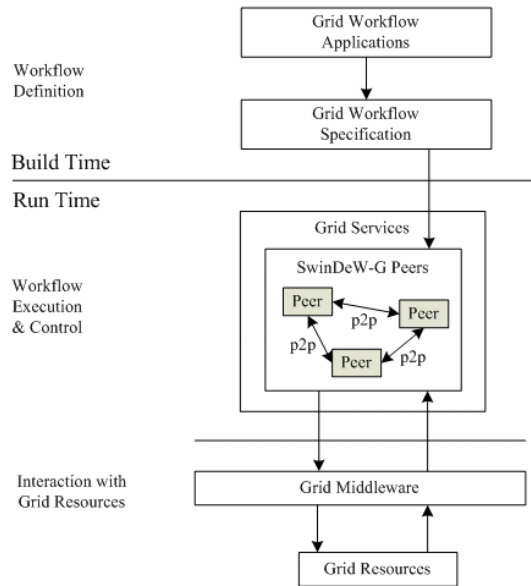 Grid Workflow
Applications
Workflow
Definition
Grid Workflow
Specification
Build Time
Run Time
Grid Services
SwinDeW-G Peers
Peer
Peer
p2p
p2p
p2p
Peer
Workflow
Execution
& Control
Interaction with
Grid Resources
Grid Middleware
Grid Resources